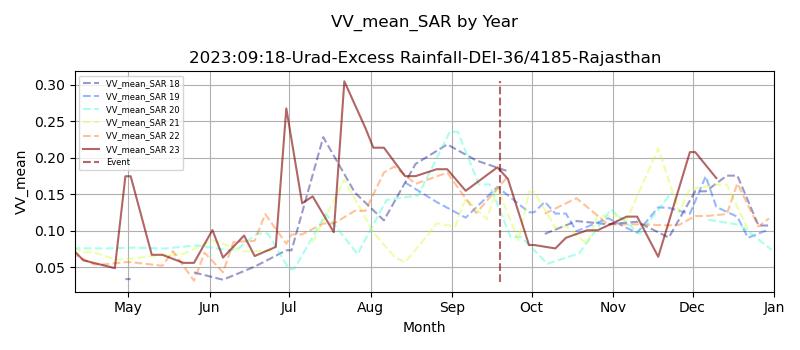 VV_mean_SAR by Year
2023:09:18-Urad-Excess Rainfall-DEI-36/4185-Rajasthan
0.30
0.25
0.20
0.15
0.10
0.05
VV_mean
VV_mean_SAR 18
VV_mean_SAR 19
VV_mean_SAR 20
VV_mean_SAR 21
VV_mean_SAR 22
VV_mean_SAR 23
Event
May Jun Jul Aug Sep Oct Nov Dec Jan
Month